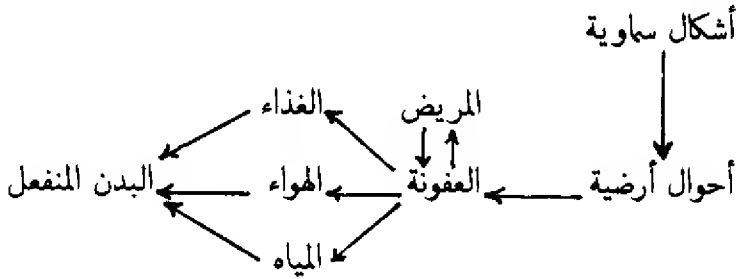 أشكال سماوية
المريض
الغذاء
أحوال أرضية
العفونة
الهواء
البدن المنفعل
المياه